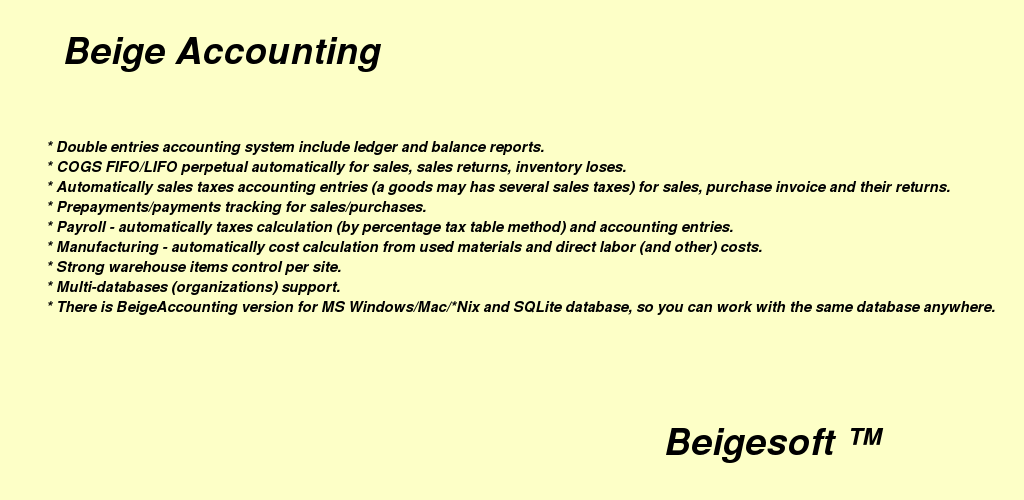 Beige Accounting
* Double entries accounting system include ledger and balance reports.
* COGS FIFO/LIFO perpetual automatically for sales, sales returns, inventory loses.
* Automatically sales taxes accounting entries (a goods may has several sales taxes) for sales, purchase invoice and their returns.
* Prepayments/payments tracking for sales/purchases.
* Payroll - automatically taxes calculation (by percentage tax table method) and accounting entries.
* Manufacturing - automatically cost calculation from used materials and direct labor (and other) costs.
* Strong warehouse items control per site.
* Multi-databases (organizations) support.
* There is BeigeAccounting version for MS Windows/Mac/*Nix and SQLite database, so you can work with the same database anywhere.
Beigesoft ™